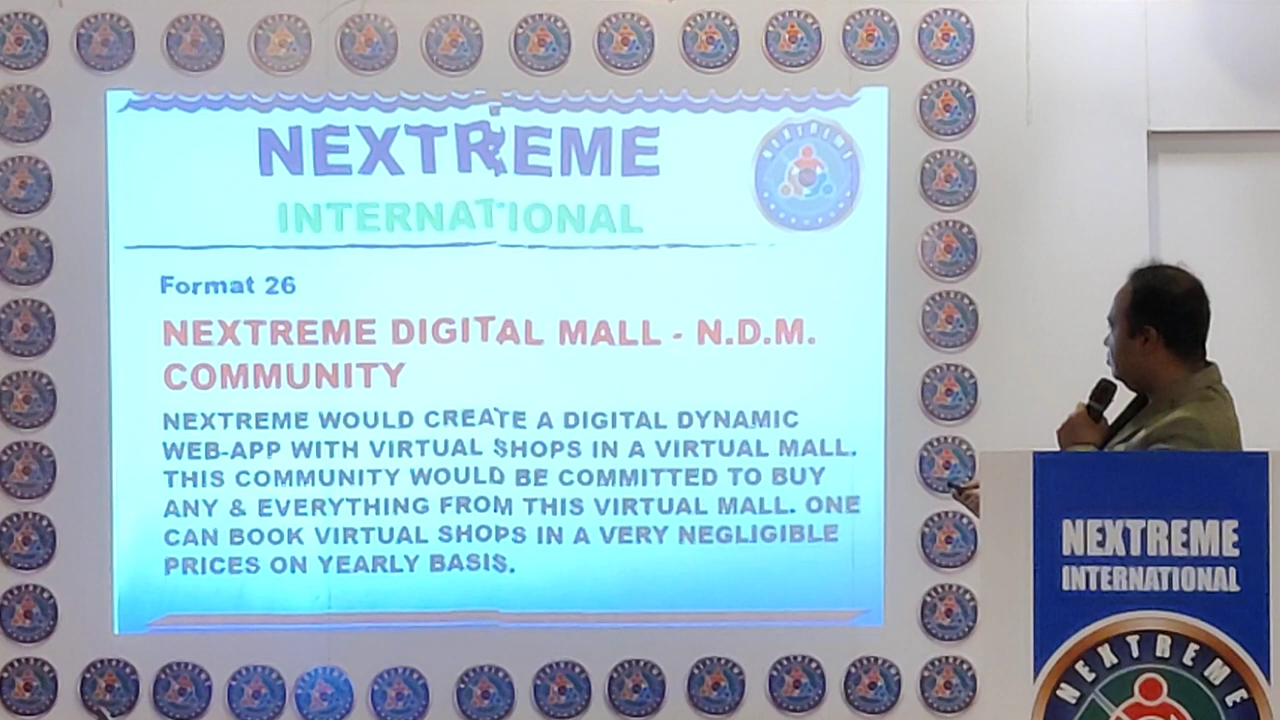 NEXTREME
INTERNATIONAL
NEXTREME
Format 26
NEXTREME DIGITAL MALL - N.D.M.
COMMUNITY
NEXTREME WOULD CREATE A DIGITAL DYNAMIC
WEB-APP WITH VIRTUAL SHOPS IN A VIRTUAL MALL.
THIS COMMUNITY WOULD BE COMMITTED TO BUY
ANY & EVERYTHING FROM THIS VIRTUAL MALL. ONE
CAN BOOK VIRTUAL SHOPS IN A VERY NEGLIGIBLE
PRICES ON YEARLY BASIS.
NEXTREME
INTERNATIONAL
NEXTREME